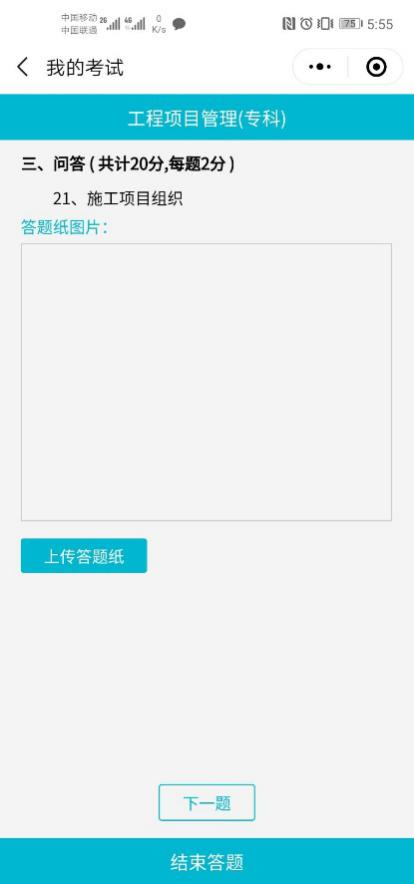 中国移动 2G 4G 0 75 5:55
中国联通 K/s
我的考试
工程项目管理(专科)
三、问答 ( 共计20分,每题2分 )
21、施工项目组织
答题纸图片:
上传答题纸
下一题
结束答题